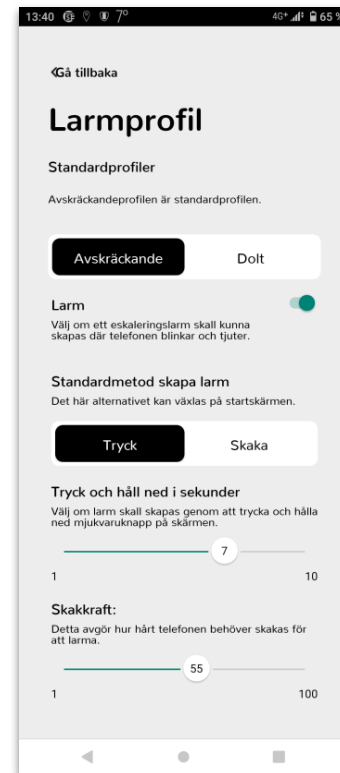 13:40 7° 4G+ 65 %
Gå tillbaka
Larmprofil
Standardprofiler
Avskräckandeprofilen är standardprofilen.
Avskräckande Dolt
Larm
Välj om ett eskaleringslarm skall kunna
skapas där telefonen blinkar och tjuter.
Standardmetod skapa larm
Det här alternativet kan växlas på startskärmen.
Tryck Skaka
Tryck och håll ned i sekunder
Välj om larm skall skapas genom att trycka och hålla
ned mjukvaruknapp på skärmen.
7
1 10
Skakkraft:
Detta avgör hur hårt telefonen behöver skakas för
att larma.
55
1 100